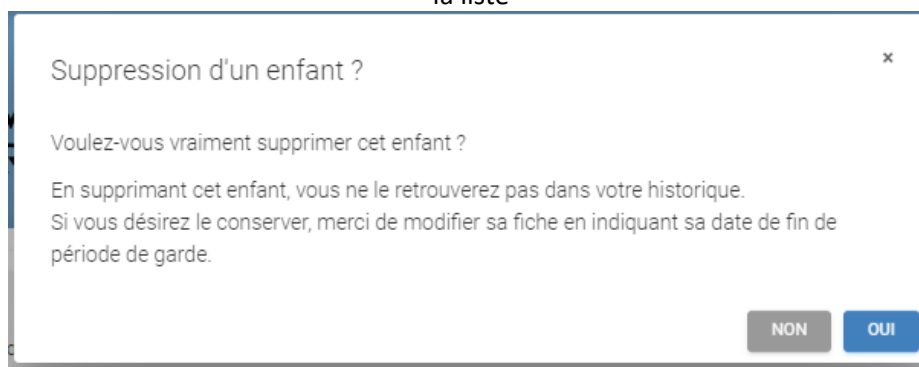 la liste
Suppression d'un enfant ?
×
Voulez-vous vraiment supprimer cet enfant ?
En supprimant cet enfant, vous ne le retrouverez pas dans votre historique.
Si vous désirez le conserver, merci de modifier sa fiche en indiquant sa date de fin de
période de garde.
NON OUI